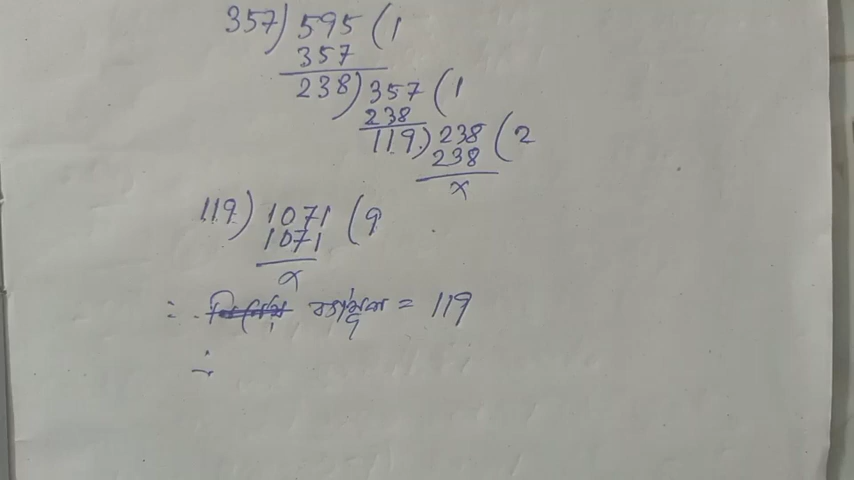 357) 595 (1
357
238) 357 (1
238
119) 238 (2
238
x
119) 1071 (9
1071
x
∴ = 119
∴